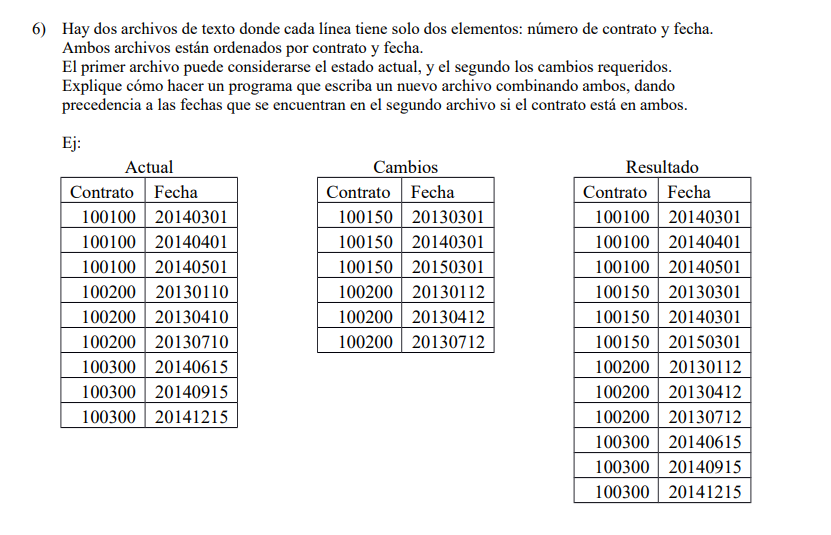 6) Hay dos archivos de texto donde cada línea tiene solo dos elementos: número de contrato y fecha.
Ambos archivos están ordenados por contrato y fecha.
El primer archivo puede considerarse el estado actual, y el segundo los cambios requeridos.
Explique cómo hacer un programa que escriba un nuevo archivo combinando ambos, dando
precedencia a las fechas que se encuentran en el segundo archivo si el contrato está en ambos.
Ej:
Actual
Contrato Fecha
100100 20140301
100100 20140401
100100 20140501
100200 20130110
100200 20130410
100200 20130710
100300 20140615
100300 20140915
100300 20141215
Cambios
Contrato Fecha
100150 20130301
100150 20140301
100150 20150301
100200 20130112
100200 20130412
100200 20130712
Resultado
Contrato Fecha
100100 20140301
100100 20140401
100100 20140501
100150 20130301
100150 20140301
100150 20150301
100200 20130112
100200 20130412
100200 20130712
100300 20140615
100300 20140915
100300 20141215